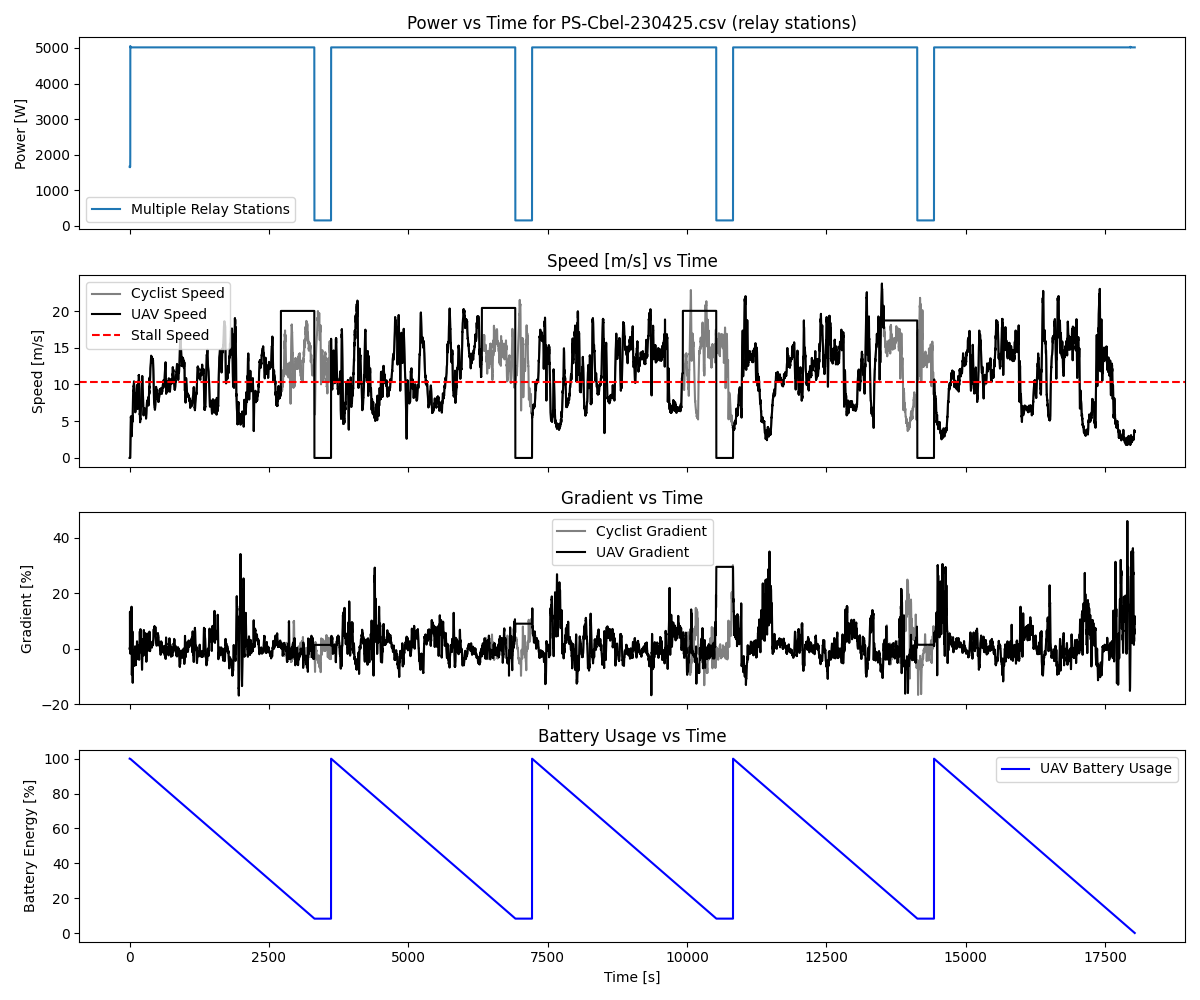 Power vs Time for PS-Cbel-230425.csv (relay stations)
5000
4000
3000
2000
1000
0
Power [W]
Multiple Relay Stations
Speed [m/s] vs Time
20
15
10
5
0
Speed [m/s]
Cyclist Speed
UAV Speed
Stall Speed
Gradient vs Time
40
20
0
−20
Gradient [%]
Cyclist Gradient
UAV Gradient
Battery Usage vs Time
100
80
60
40
20
0
Battery Energy [%]
UAV Battery Usage
0 2500 5000 7500 10000 12500 15000 17500
Time [s]